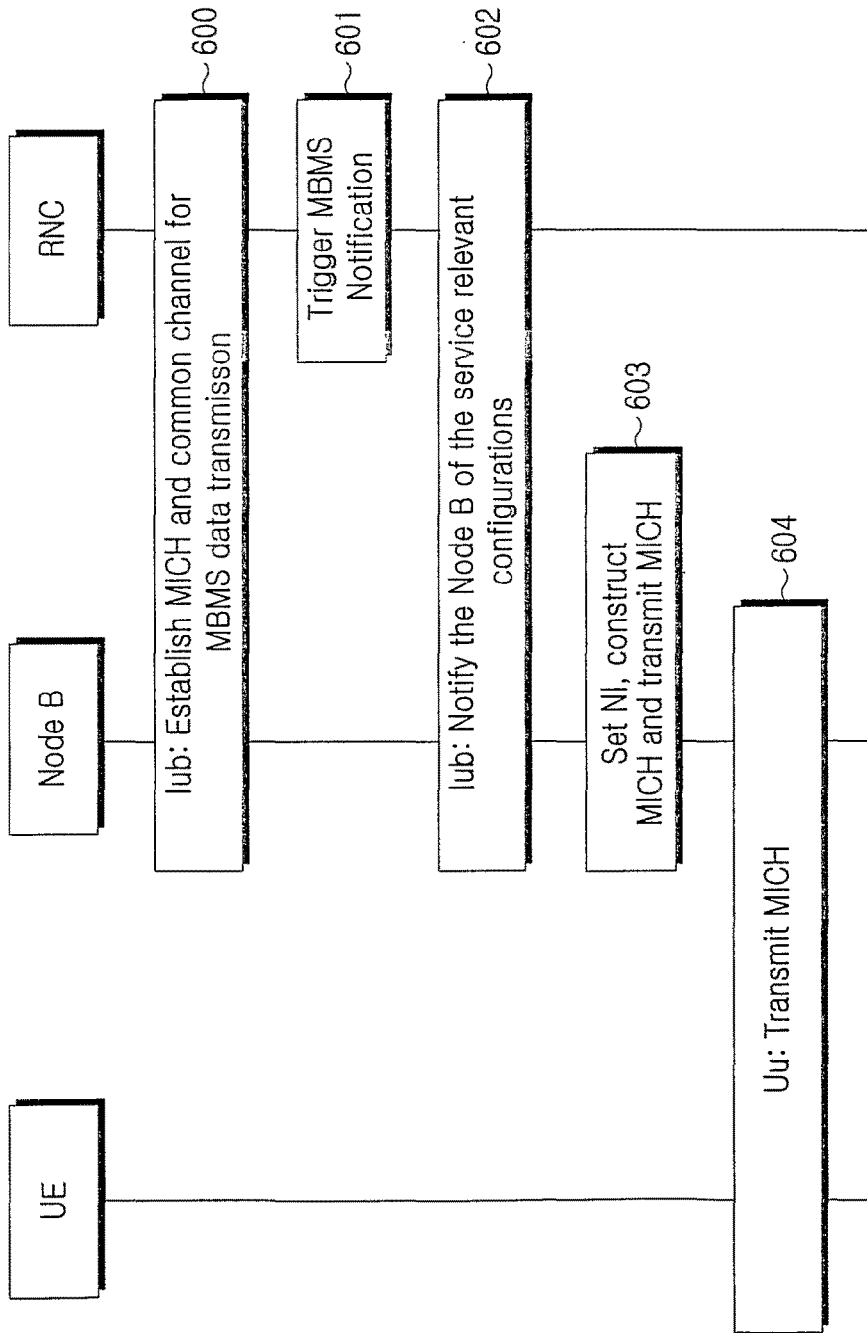 UE
Node B
RNC
Iub: Establish MICH and common channel for
MBMS data transmisson
600
Trigger MBMS
Notification
601
Iub: Notify the Node B of the service relevant
configurations
602
Set NI, construct
MICH and transmit MICH
603
Uu: Transmit MICH
604